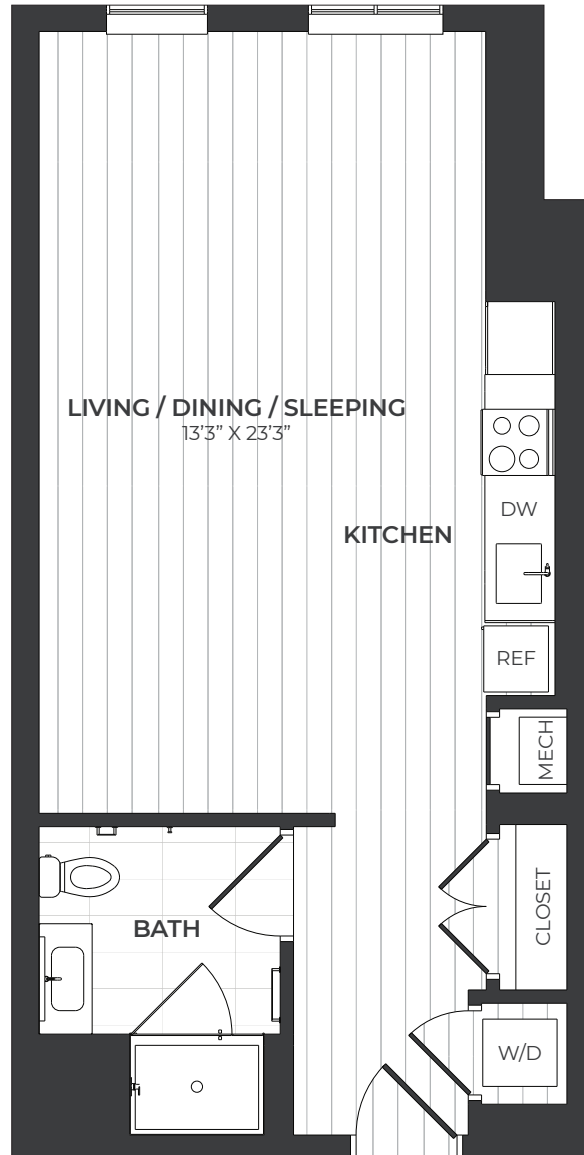 LIVING / DINING / SLEEPING
13’3” X 23’3”
DW
KITCHEN
REF
MECH
CLOSET
BATH
W/D